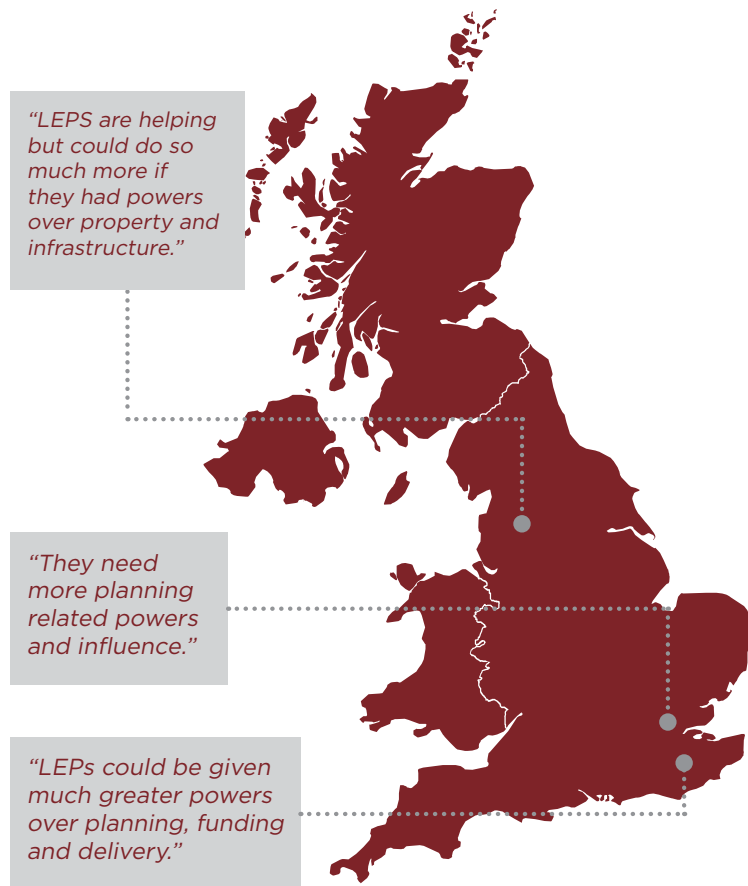 “LEPS are helping
but could do so
much more if
they had powers
over property and
infrastructure.”
“They need
more planning
related powers
and influence.”
“LEPs could be given
much greater powers
over planning, funding
and delivery.”